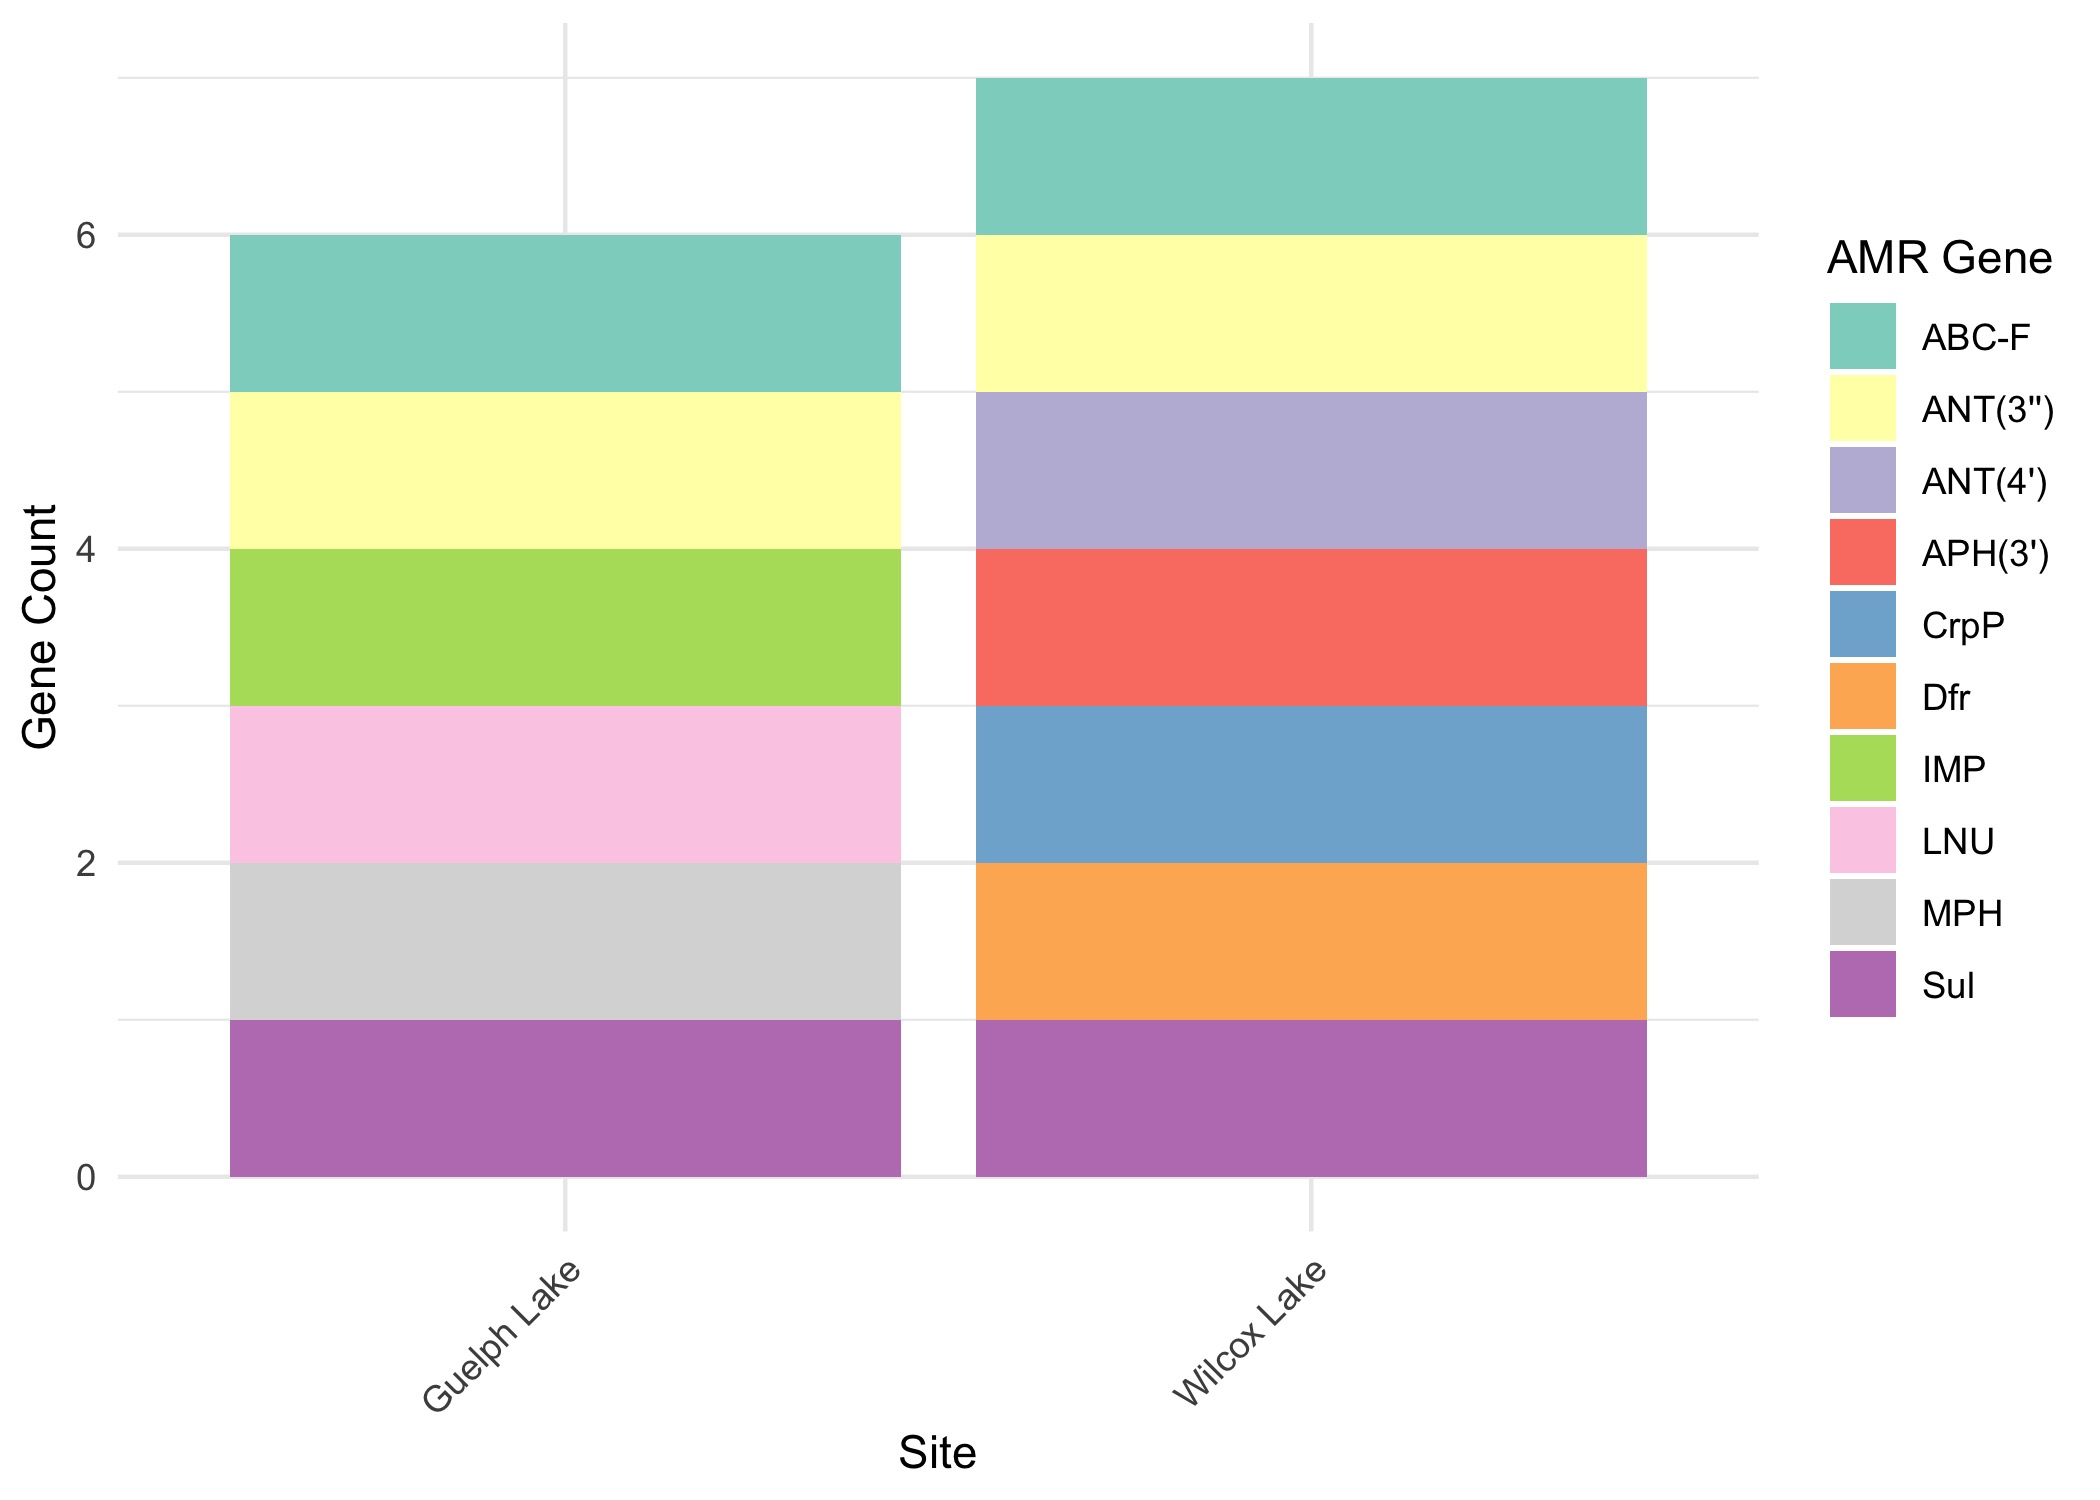 Gene Count
6
4
2
0
Guelph Lake
Wilcox Lake
Site
AMR Gene
ABC-F
ANT(3")
ANT(4')
APH(3')
CrpP
Dfr
IMP
LNU
MPH
Sul